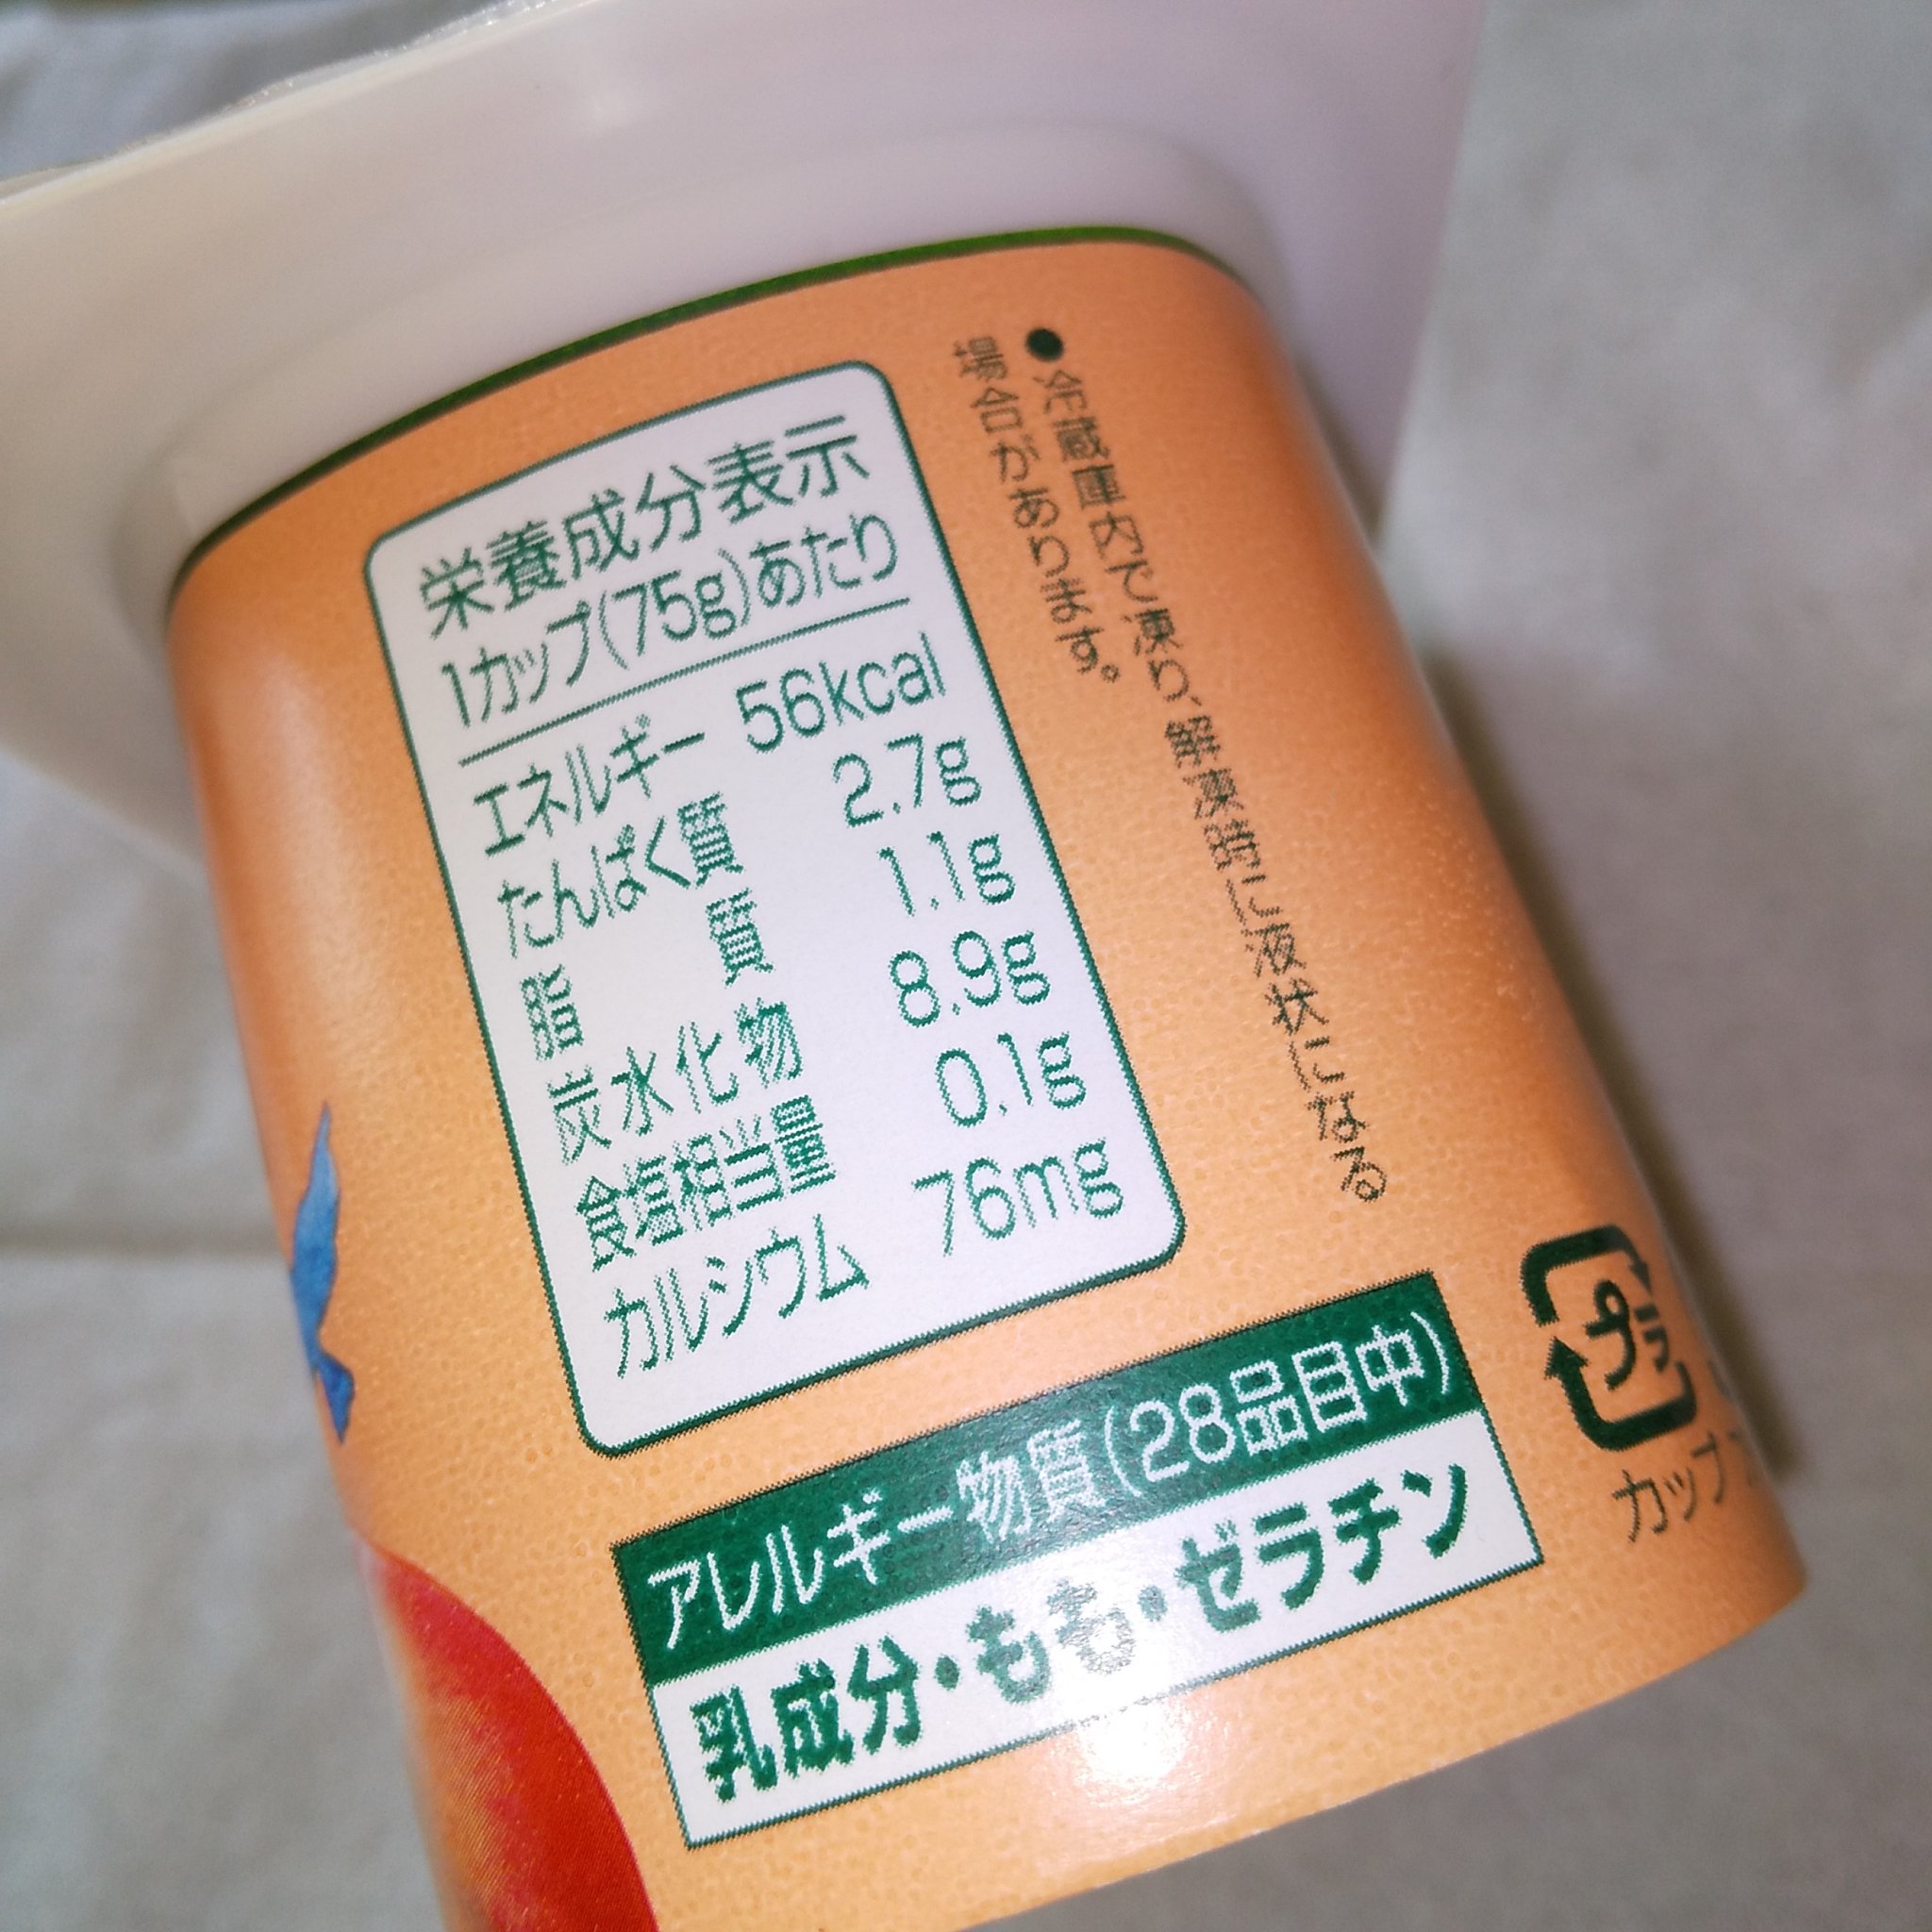 栄養成分表示
1カップ(75g)あたり
エネルギー 56kcal
たんぱく質 2.7g
脂質 1.1g
炭水化物 8.9g
食塩相当量 0.1g
カルシウム 76mg
●冷蔵庫内で凍り、解凍時に液状になる
場合があります。
アレルギー物質(28品目中)
乳成分・もも・ゼラチン
プラ
カップ